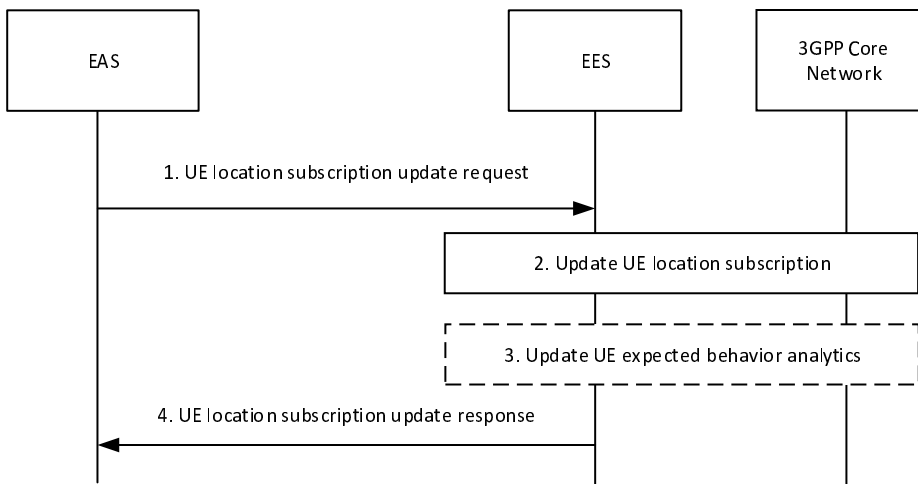 EAS
EES
3GPP Core
Network
1. UE location subscription update request
2. Update UE location subscription
3. Update UE expected behavior analytics
4. UE location subscription update response